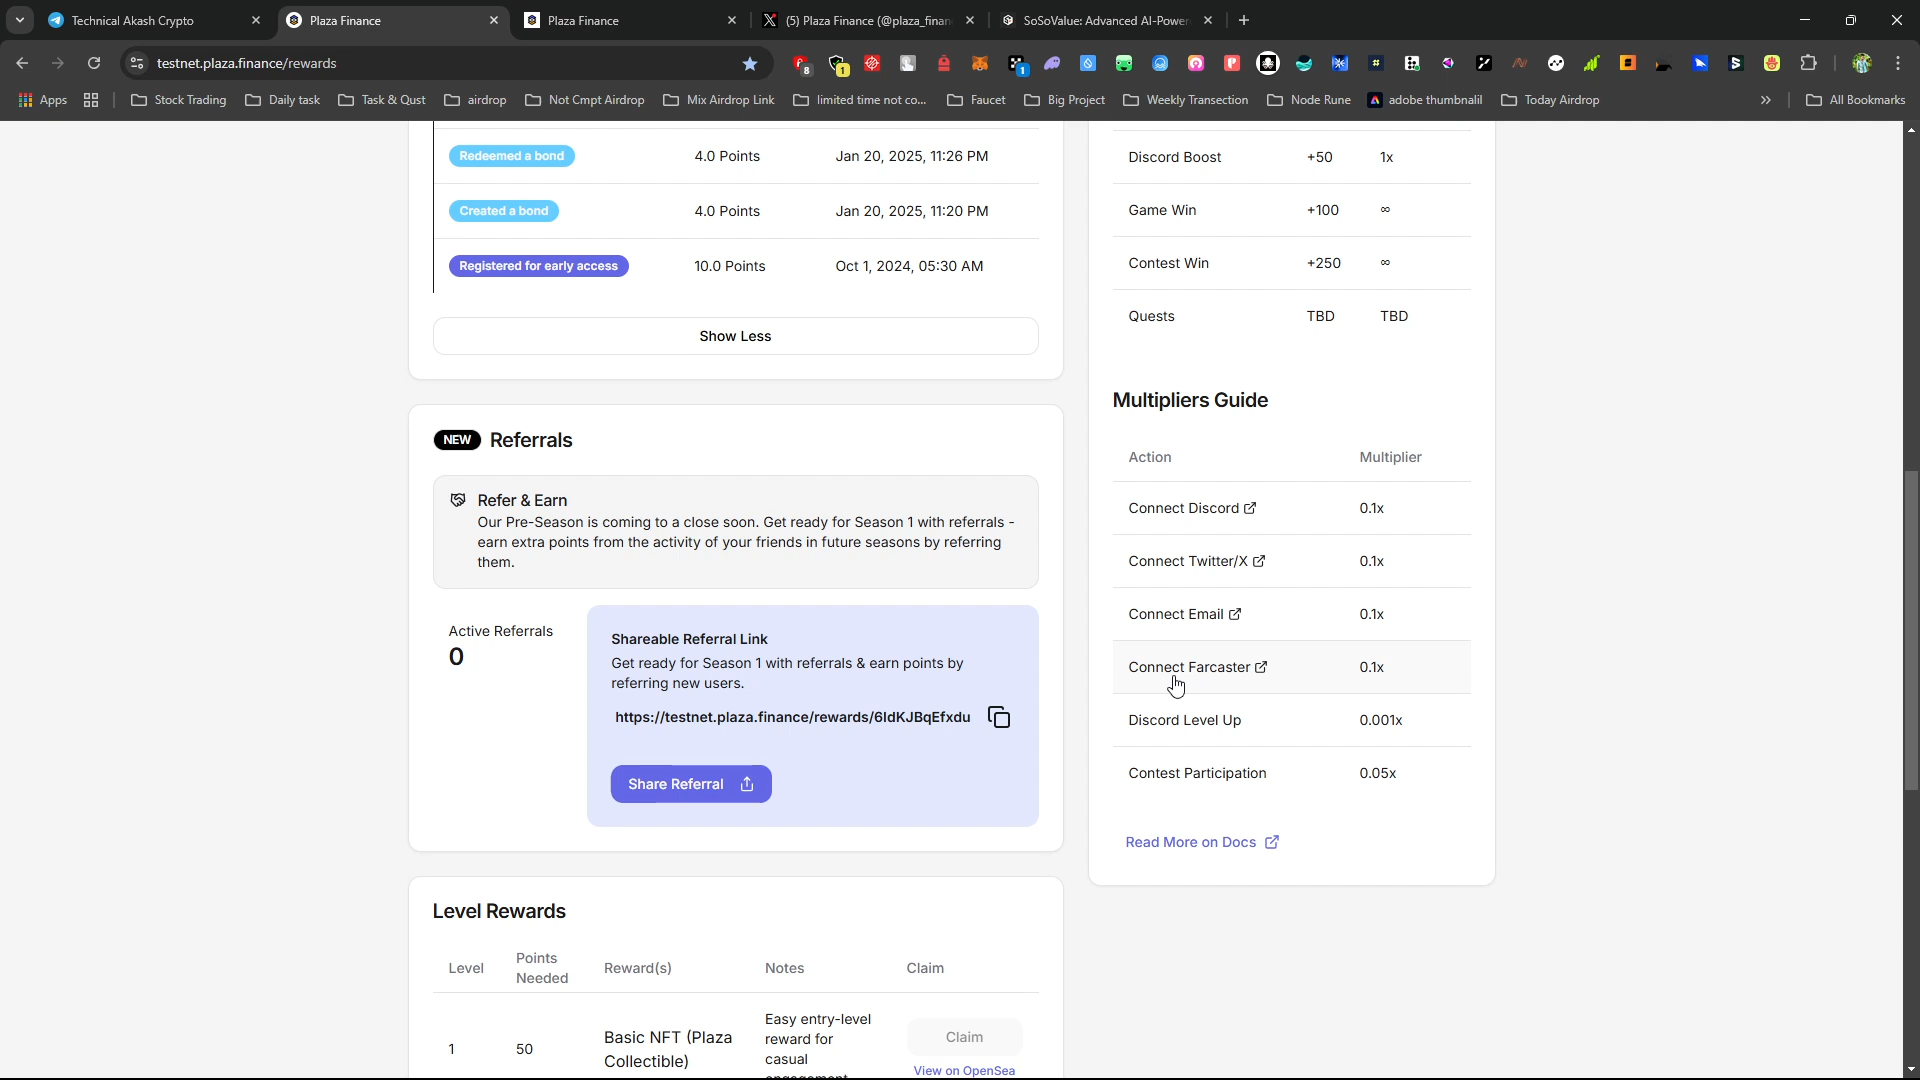 Technical Akash Crypto
Plaza Finance
Plaza Finance
(5) Plaza Finance (@plaza_finan
SoSoValue: Advanced AI-Power
testnet.plaza.finance/rewards
8
1
1
Apps
Stock Trading
Daily task
Task & Qust
airdrop
Not Cmpt Airdrop
Mix Airdrop Link
limited time not co...
Faucet
Big Project
Weekly Transection
Node Rune
adobe thumbnalil
Today Airdrop
All Bookmarks
Redeemed a bond 4.0 Points Jan 20, 2025, 11:26 PM
Created a bond 4.0 Points Jan 20, 2025, 11:20 PM
Registered for early access 10.0 Points Oct 1, 2024, 05:30 AM
Show Less
NEW Referrals
Refer & Earn
Our Pre-Season is coming to a close soon. Get ready for Season 1 with referrals -
earn extra points from the activity of your friends in future seasons by referring
them.
Active Referrals
0
Shareable Referral Link
Get ready for Season 1 with referrals & earn points by
referring new users.
https://testnet.plaza.finance/rewards/6ldKJBqEfxdu
Share Referral
Level Rewards
Level Points Needed Reward(s) Notes Claim
1 50 Basic NFT (Plaza Collectible)
Easy entry-level
reward for
casual
Claim
View on OpenSea
Discord Boost +50 1x
Game Win +100 ∞
Contest Win +250 ∞
Quests TBD TBD
Multipliers Guide
Action Multiplier
Connect Discord 0.1x
Connect Twitter/X 0.1x
Connect Email 0.1x
Connect Farcaster 0.1x
Discord Level Up 0.001x
Contest Participation 0.05x
Read More on Docs